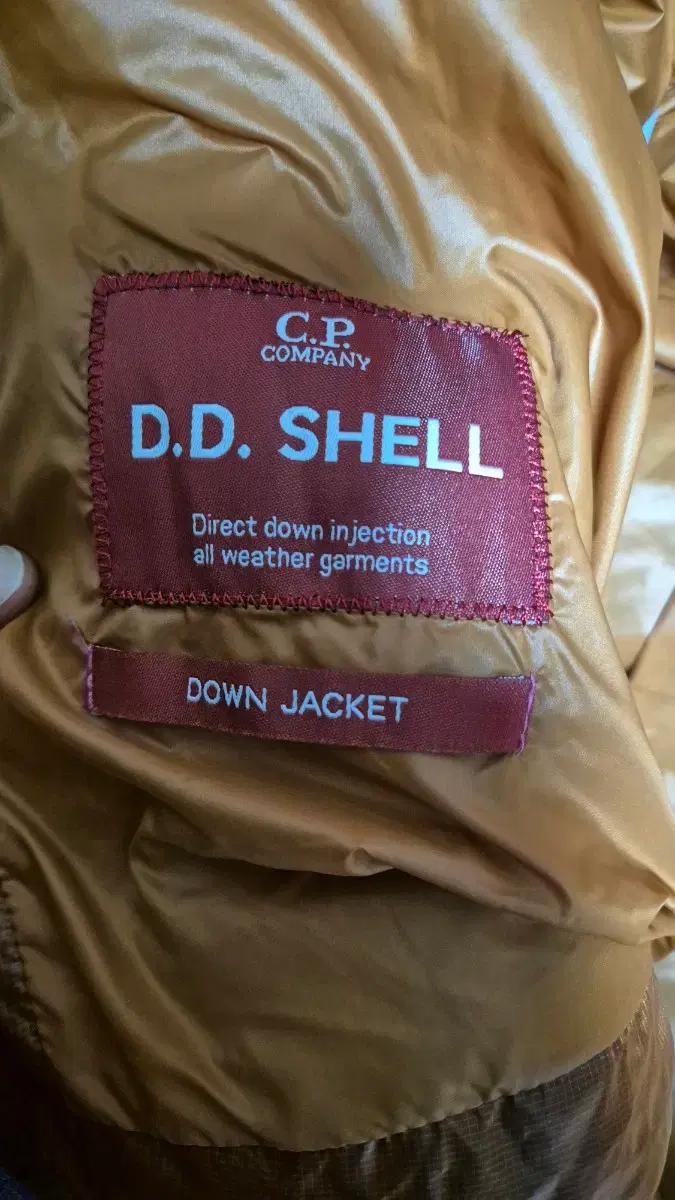 C.P.
COMPANY
D.D. SHELL
Direct down injection
all weather garments
DOWN JACKET